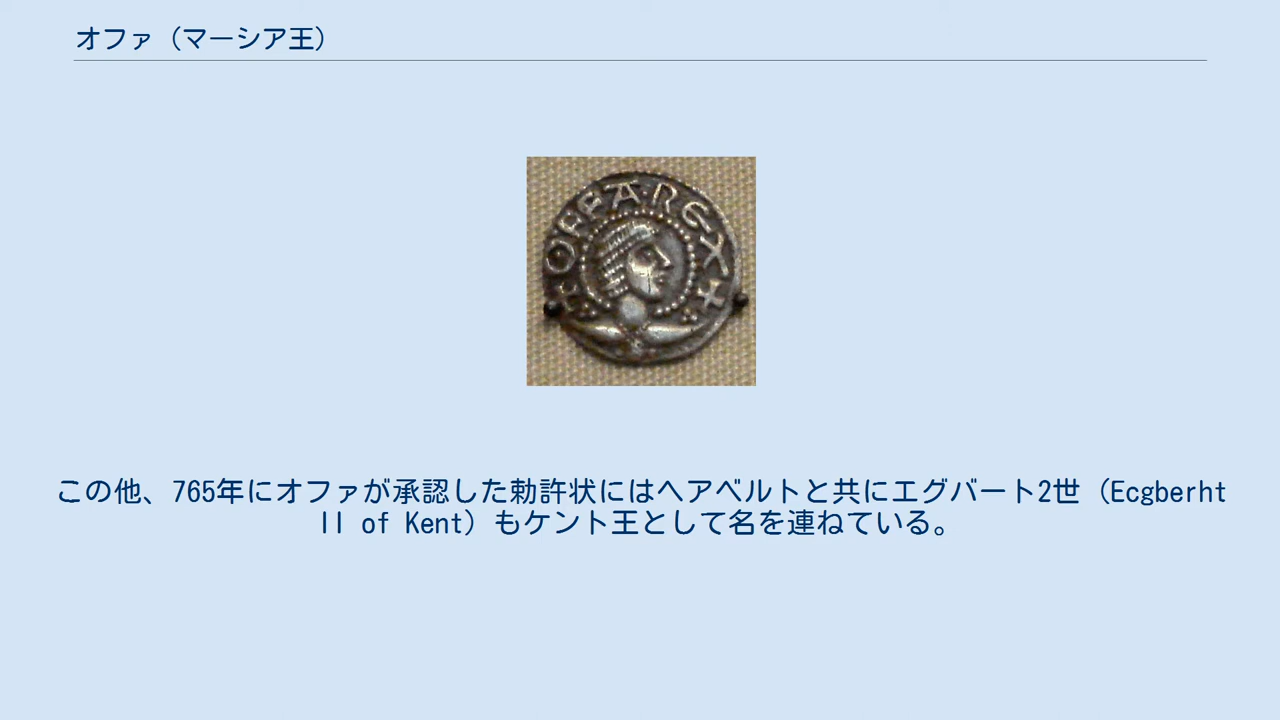 オファ（マーシア王）
OFFA·REX
この他、765年にオファが承認した勅許状にはヘアベルトと共にエグバート2世（Ecgberht
II of Kent）もケント王として名を連ねている。